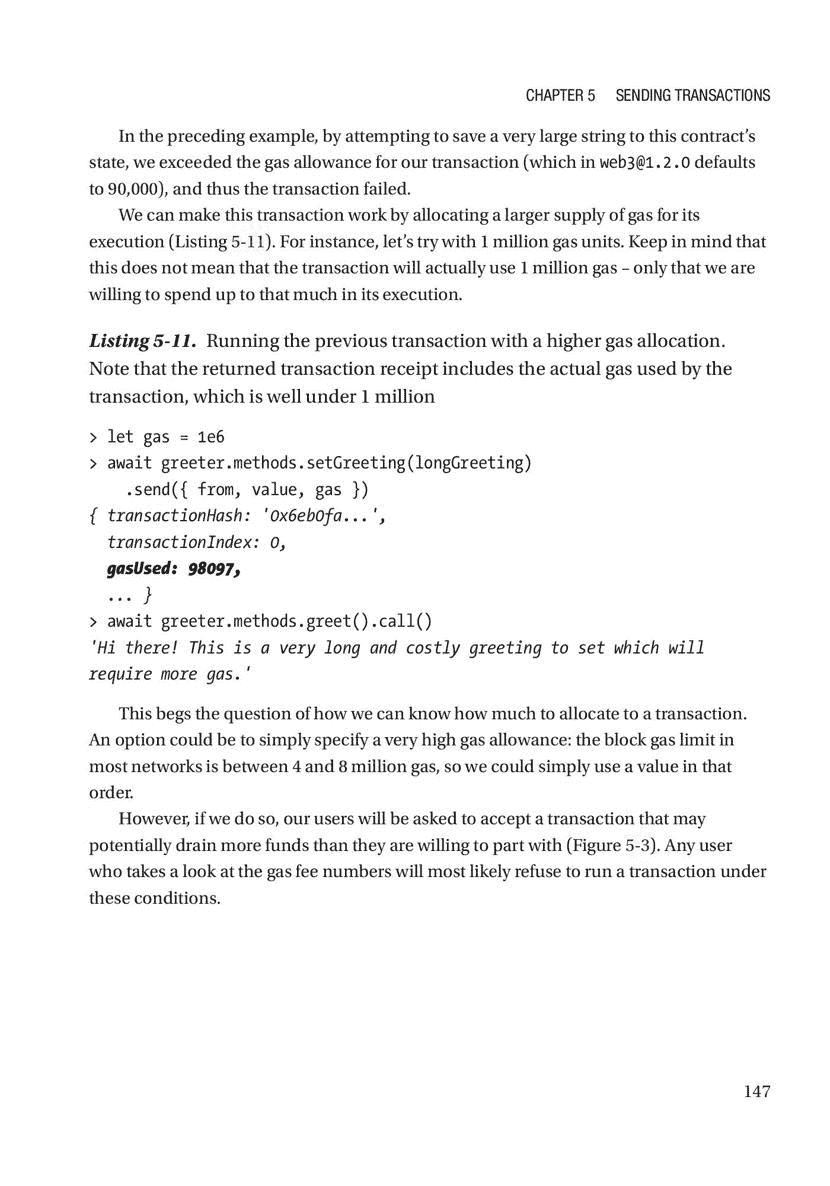 CHAPTER 5 SENDING TRANSACTIONS
In the preceding example, by attempting to save a very large string to this contract’s
state, we exceeded the gas allowance for our transaction (which in web3@1.2.0 defaults
to 90,000), and thus the transaction failed.
We can make this transaction work by allocating a larger supply of gas for its
execution (Listing 5-11). For instance, let’s try with 1 million gas units. Keep in mind that
this does not mean that the transaction will actually use 1 million gas – only that we are
willing to spend up to that much in its execution.
Listing 5-11. Running the previous transaction with a higher gas allocation.
Note that the returned transaction receipt includes the actual gas used by the
transaction, which is well under 1 million
> let gas = 1e6
> await greeter.methods.setGreeting(longGreeting)
.send({ from, value, gas })
{ transactionHash: '0x6eb0fa...',
transactionIndex: 0,
gasUsed: 98097,
... }
> await greeter.methods.greet().call()
'Hi there! This is a very long and costly greeting to set which will
require more gas.'
This begs the question of how we can know how much to allocate to a transaction.
An option could be to simply specify a very high gas allowance: the block gas limit in
most networks is between 4 and 8 million gas, so we could simply use a value in that
order.
However, if we do so, our users will be asked to accept a transaction that may
potentially drain more funds than they are willing to part with (Figure 5-3). Any user
who takes a look at the gas fee numbers will most likely refuse to run a transaction under
these conditions.
147